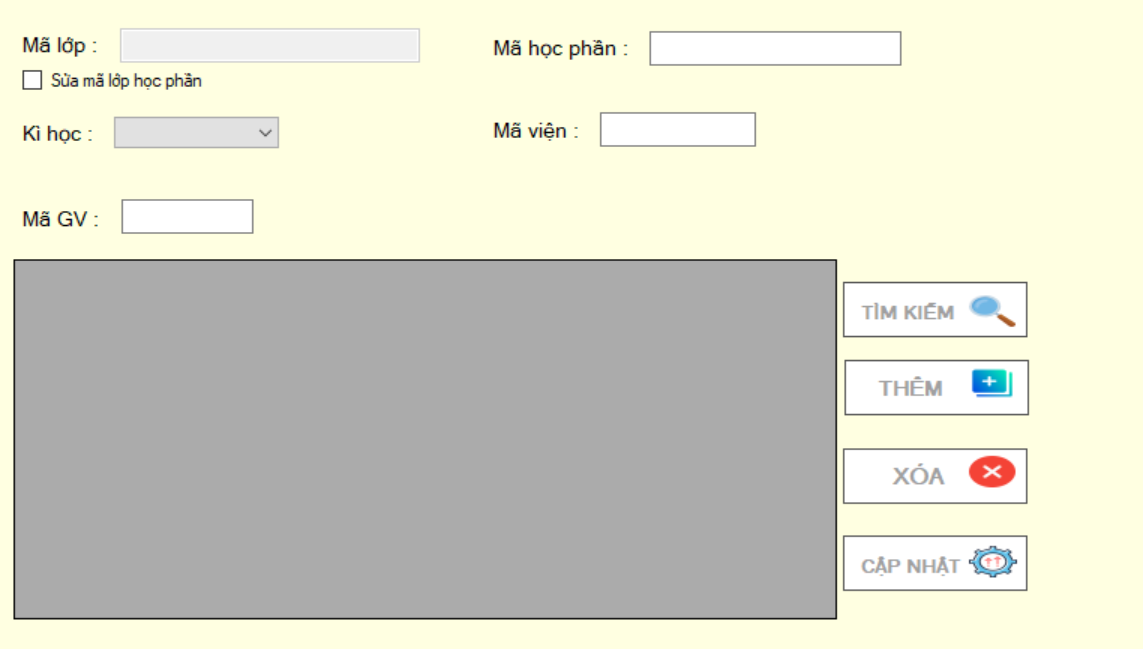 Mã lớp :
Mã học phần :
Sửa mã lớp học phần
Kì học :
Mã viện :
Mã GV :
TÌM KIẾM
THÊM
XÓA
CẬP NHẬT